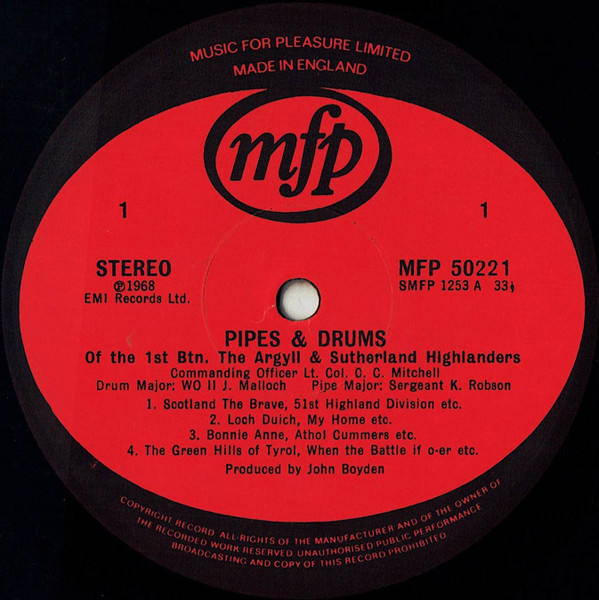 MUSIC FOR PLEASURE LIMITED
MADE IN ENGLAND
mfp
1 1
STEREO MFP 50221
℗1968 SMFP 1253 A 33⅓
EMI Records Ltd.
PIPES & DRUMS
Of the 1st Btn. The Argyll & Sutherland Highlanders
Commanding Officer Lt. Col. C. C. Mitchell
Drum Major: WO II J. Malloch Pipe Major: Sergeant K. Robson
1. Scotland The Brave, 51st Highland Division etc.
2. Loch Duich, My Home etc.
3. Bonnie Anne, Athol Cummers etc.
4. The Green Hills of Tyrol, When the Battle if o-er etc.
Produced by John Boyden
COPYRIGHT RECORD ALL-RIGHTS OF THE MANUFACTURER AND OF THE OWNER OF
THE RECORDED WORK RESERVED UNAUTHORISED PUBLIC PERFORMANCE
BROADCASTING AND COPY OF THIS RECORD PROHIBITED